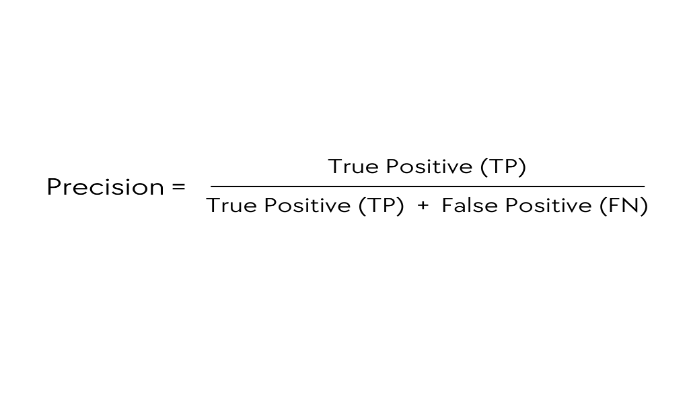 True Positive (TP)
Precision =
True Positive (TP) + False Positive (FN)